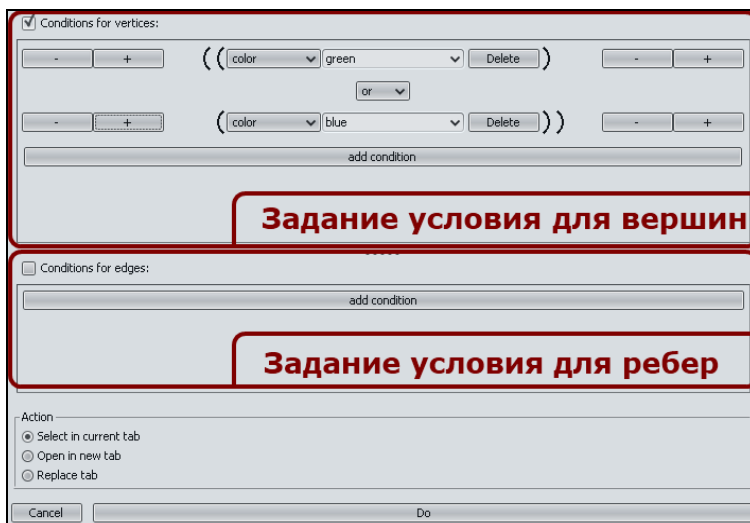 Conditions for vertices:
- + ( ( color green Delete ) - +
or
- + ( color blue Delete ) ) - +
add condition
Задание условия для вершин
Conditions for edges:
add condition
Задание условия для ребер
Action
Select in current tab
Open in new tab
Replace tab
Cancel Do